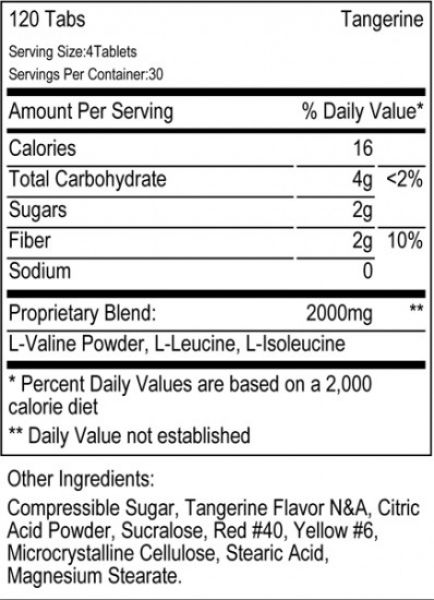 120 Tabs Tangerine
Serving Size:4Tablets
Servings Per Container:30
Amount Per Serving % Daily Value*
Calories 16
Total Carbohydrate 4g <2%
Sugars 2g
Fiber 2g 10%
Sodium 0
Proprietary Blend: 2000mg **
L-Valine Powder, L-Leucine, L-Isoleucine
* Percent Daily Values are based on a 2,000
calorie diet
** Daily Value not established
Other Ingredients:
Compressible Sugar, Tangerine Flavor N&A, Citric
Acid Powder, Sucralose, Red #40, Yellow #6,
Microcrystalline Cellulose, Stearic Acid,
Magnesium Stearate.